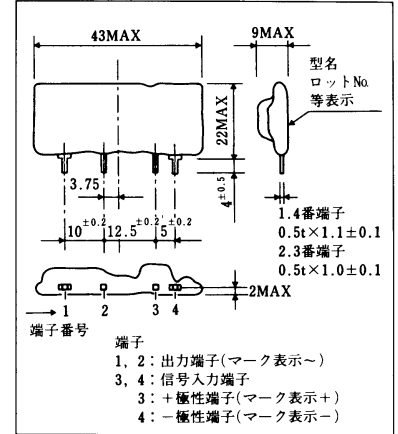 43MAX
9MAX
型名
ロットNo.
等表示
22MAX
3.75
4±0.5
10±0.2
12.5±0.2
5±0.2
1.4番端子
0.5t×1.1±0.1
2.3番端子
0.5t×1.0±0.1
2MAX
1 2 3 4
端子番号
端子
1, 2：出力端子(マーク表示～)
3, 4：信号入力端子
3：＋極性端子(マーク表示＋)
4：－極性端子(マーク表示－)